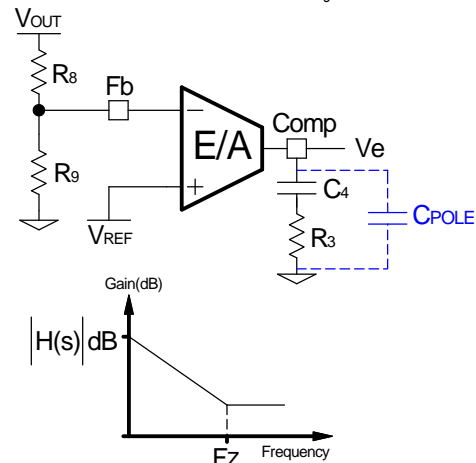 VOUT
R8
Fb
−
E/A
Comp
Ve
R9
+
VREF
C4
R3
CPOLE
Gain(dB)
|H(s)| dB
FZ
Frequency